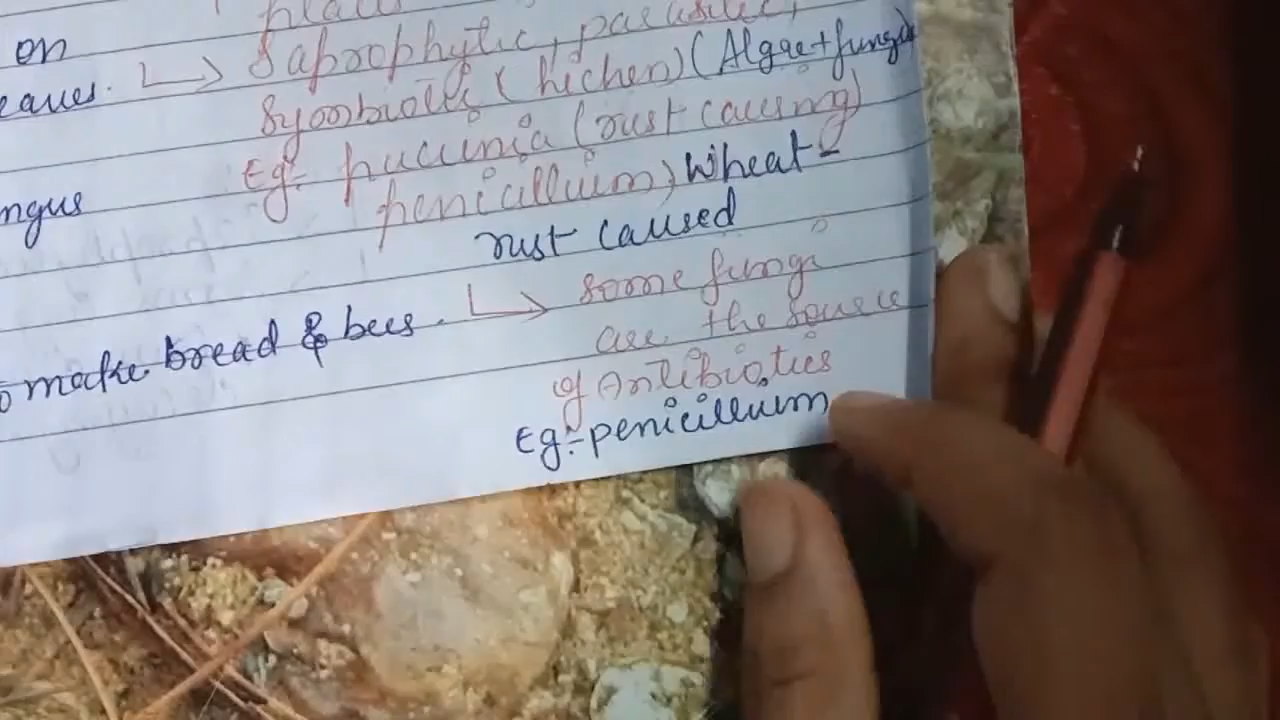 on
eaves. ↳ Saprophytic, parasitic,
Symbiotic (lichen) (Algae + fungi)
Eg:- puccinia (rust causing)
ngus penicillium, Wheat-
rust caused
↳ some fungi
o make bread & bees. are the source
of Antibiotics
Eg:- penicillium